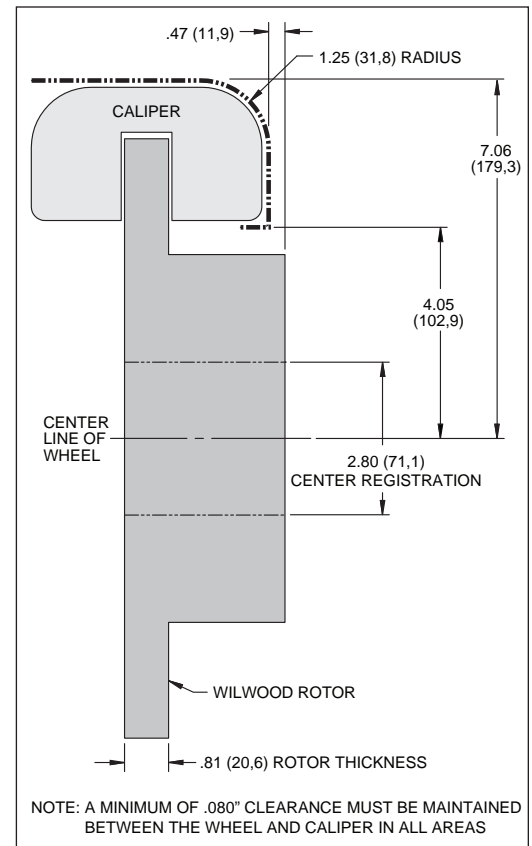 .47 (11,9)
1.25 (31,8) RADIUS
CALIPER
7.06
(179,3)
4.05
(102,9)
CENTER
LINE OF
WHEEL
2.80 (71,1)
CENTER REGISTRATION
WILWOOD ROTOR
.81 (20,6) ROTOR THICKNESS
NOTE: A MINIMUM OF .080" CLEARANCE MUST BE MAINTAINED
BETWEEN THE WHEEL AND CALIPER IN ALL AREAS